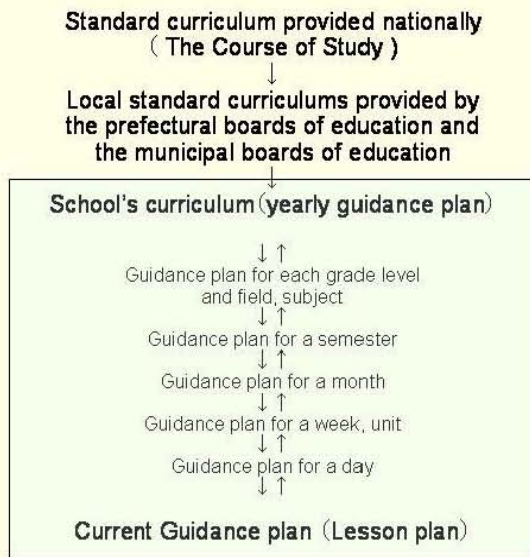 Standard curriculum provided nationally
( The Course of Study )
↓
Local standard curriculums provided by
the prefectural boards of education and
the municipal boards of education
↓
School's curriculum(yearly guidance plan)
↓ ↑
Guidance plan for each grade level
and field, subject
↓ ↑
Guidance plan for a semester
↓ ↑
Guidance plan for a month
↓ ↑
Guidance plan for a week, unit
↓ ↑
Guidance plan for a day
↓ ↑
Current Guidance plan (Lesson plan)